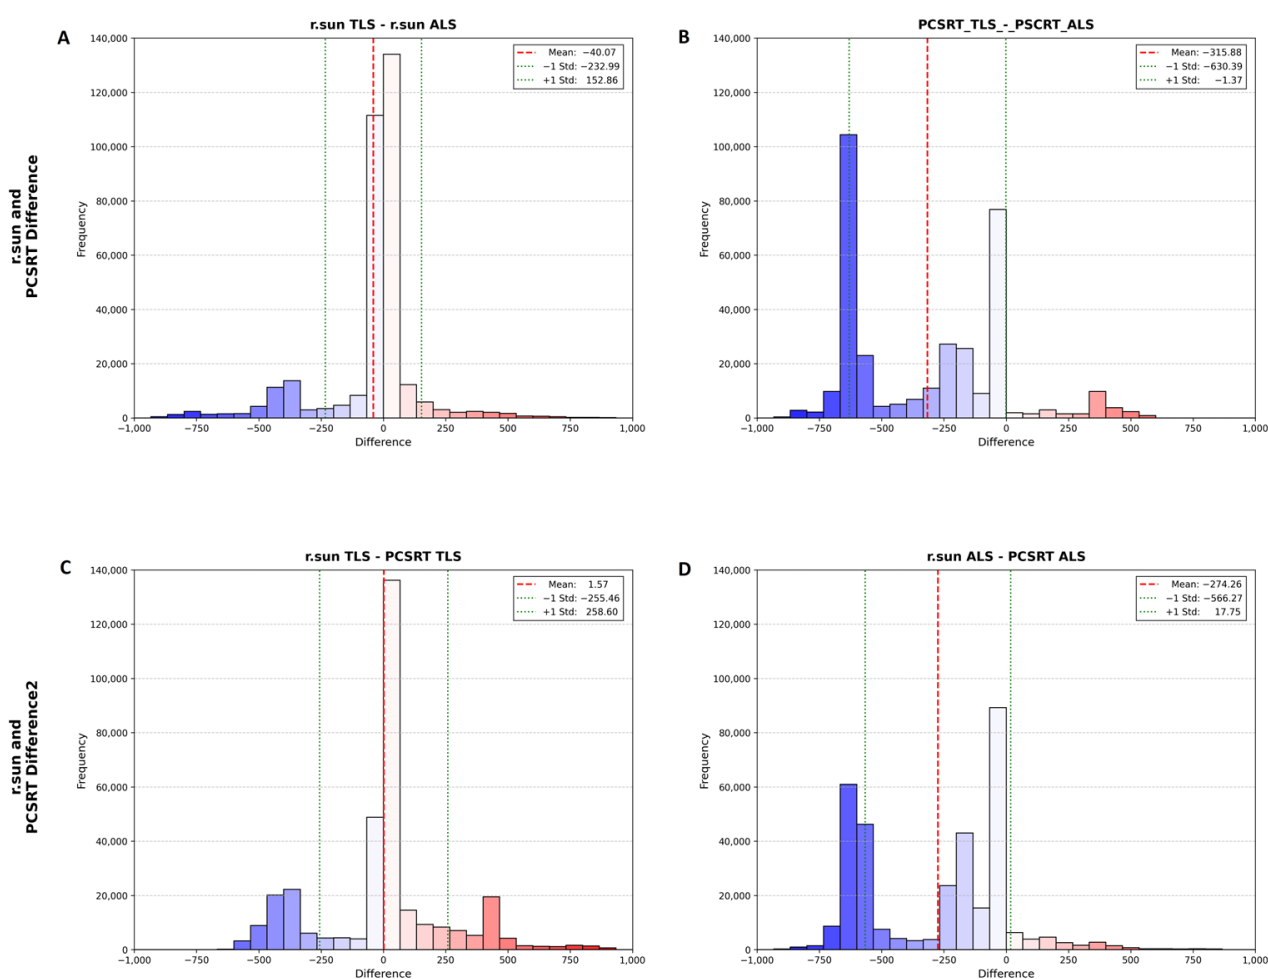 r.sun TLS - r.sun ALS
A
140,000
120,000
100,000
80,000
60,000
40,000
20,000
0
Frequency
−1,000 −750 −500 −250 0 250 500 750 1,000
Difference
Mean: −40.07
−1 Std: −232.99
+1 Std: 152.86
PCSRT_TLS_-_PSCRT_ALS
B
140,000
120,000
100,000
80,000
60,000
40,000
20,000
0
Frequency
−1,000 −750 −500 −250 0 250 500 750 1,000
Difference
Mean: −315.88
−1 Std: −630.39
+1 Std: −1.37
r.sun and
PCSRT Difference
r.sun TLS - PCSRT TLS
C
140,000
120,000
100,000
80,000
60,000
40,000
20,000
0
Frequency
−1,000 −750 −500 −250 0 250 500 750 1,000
Difference
Mean: 1.57
−1 Std: −255.46
+1 Std: 258.60
r.sun ALS - PCSRT ALS
D
140,000
120,000
100,000
80,000
60,000
40,000
20,000
0
Frequency
−1,000 −750 −500 −250 0 250 500 750 1,000
Difference
Mean: −274.26
−1 Std: −566.27
+1 Std: 17.75
r.sun and
PCSRT Difference2